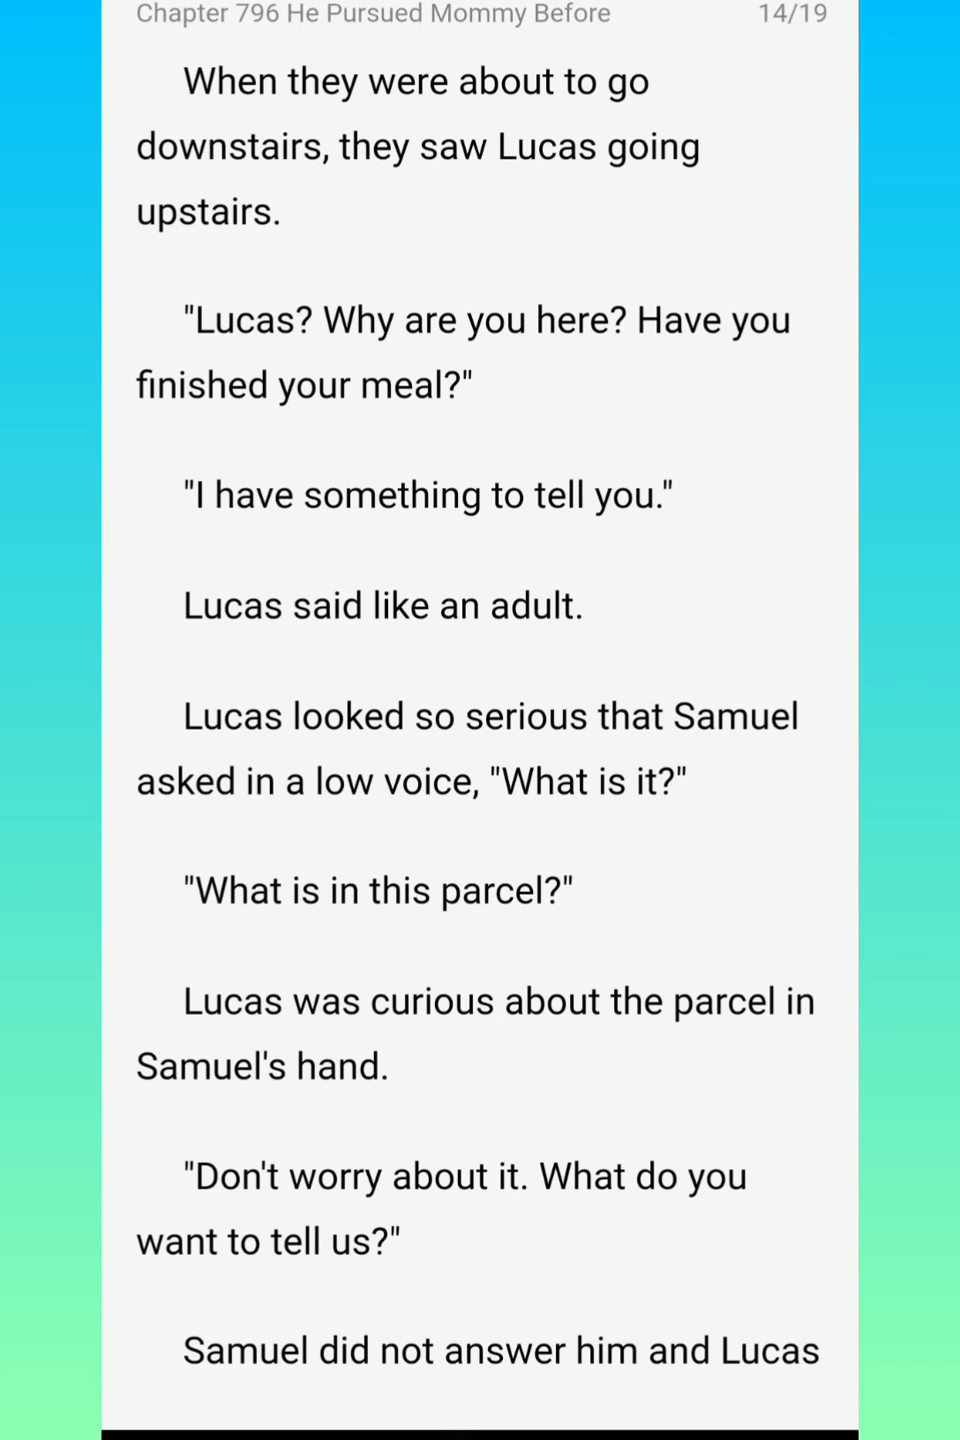 Chapter 796 He Pursued Mommy Before 14/19
When they were about to go
downstairs, they saw Lucas going
upstairs.
"Lucas? Why are you here? Have you
finished your meal?"
"I have something to tell you."
Lucas said like an adult.
Lucas looked so serious that Samuel
asked in a low voice, "What is it?"
"What is in this parcel?"
Lucas was curious about the parcel in
Samuel's hand.
"Don't worry about it. What do you
want to tell us?"
Samuel did not answer him and Lucas